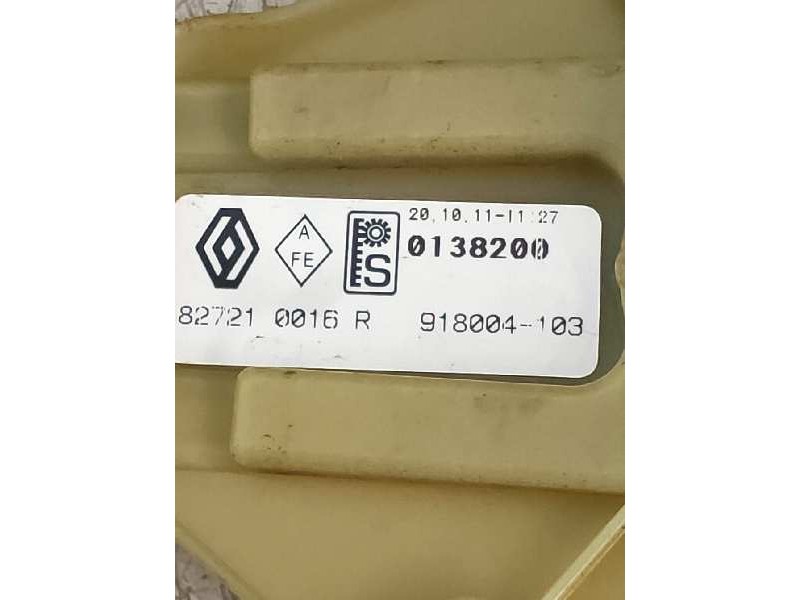 20.10.11-11:27
A
FE
S
0138200
82721 0016 R 918004-103